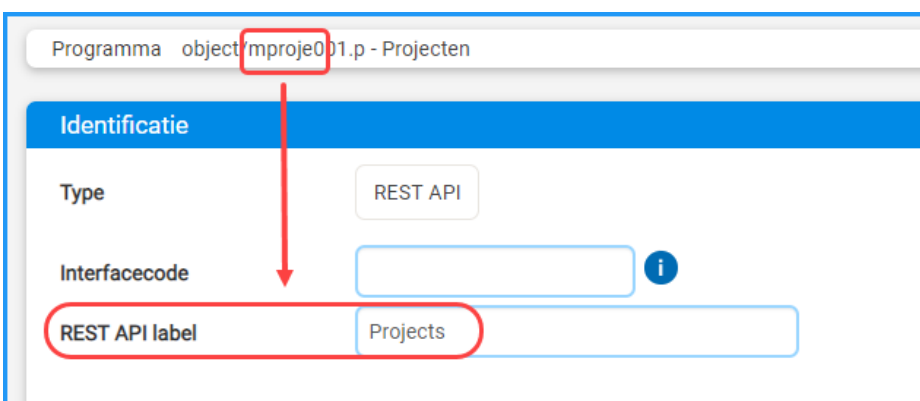 Programma object/mproje001.p - Projecten
Identificatie
Type REST API
Interfacecode i
REST API label Projects